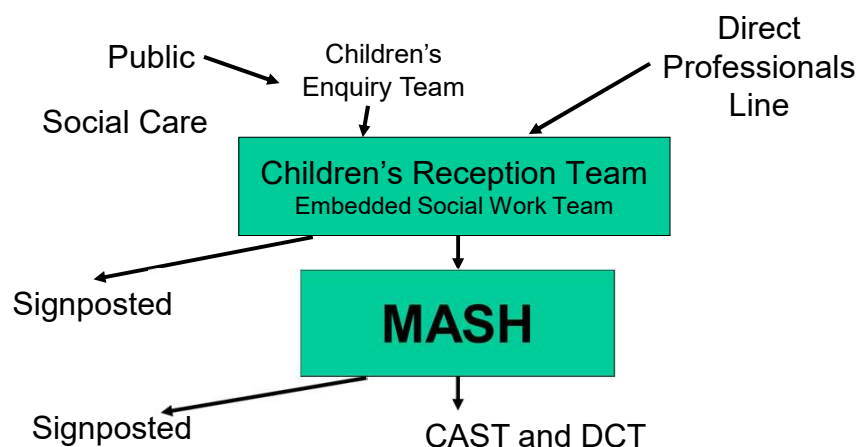 Public
Children’s
Enquiry Team
Direct
Professionals
Line
Social Care
Children’s Reception Team
Embedded Social Work Team
Signposted
MASH
Signposted
CAST and DCT